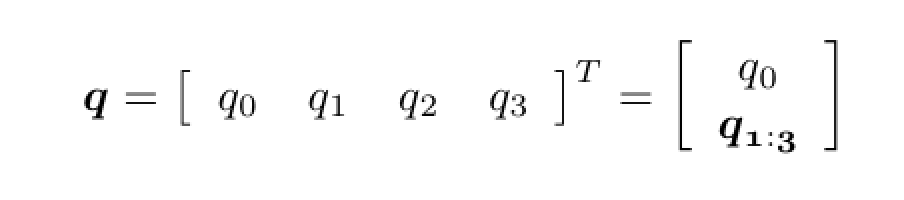 q = [ q₀ q₁ q₂ q₃ ]ᵀ = [ q₀
q₁:₃ ]